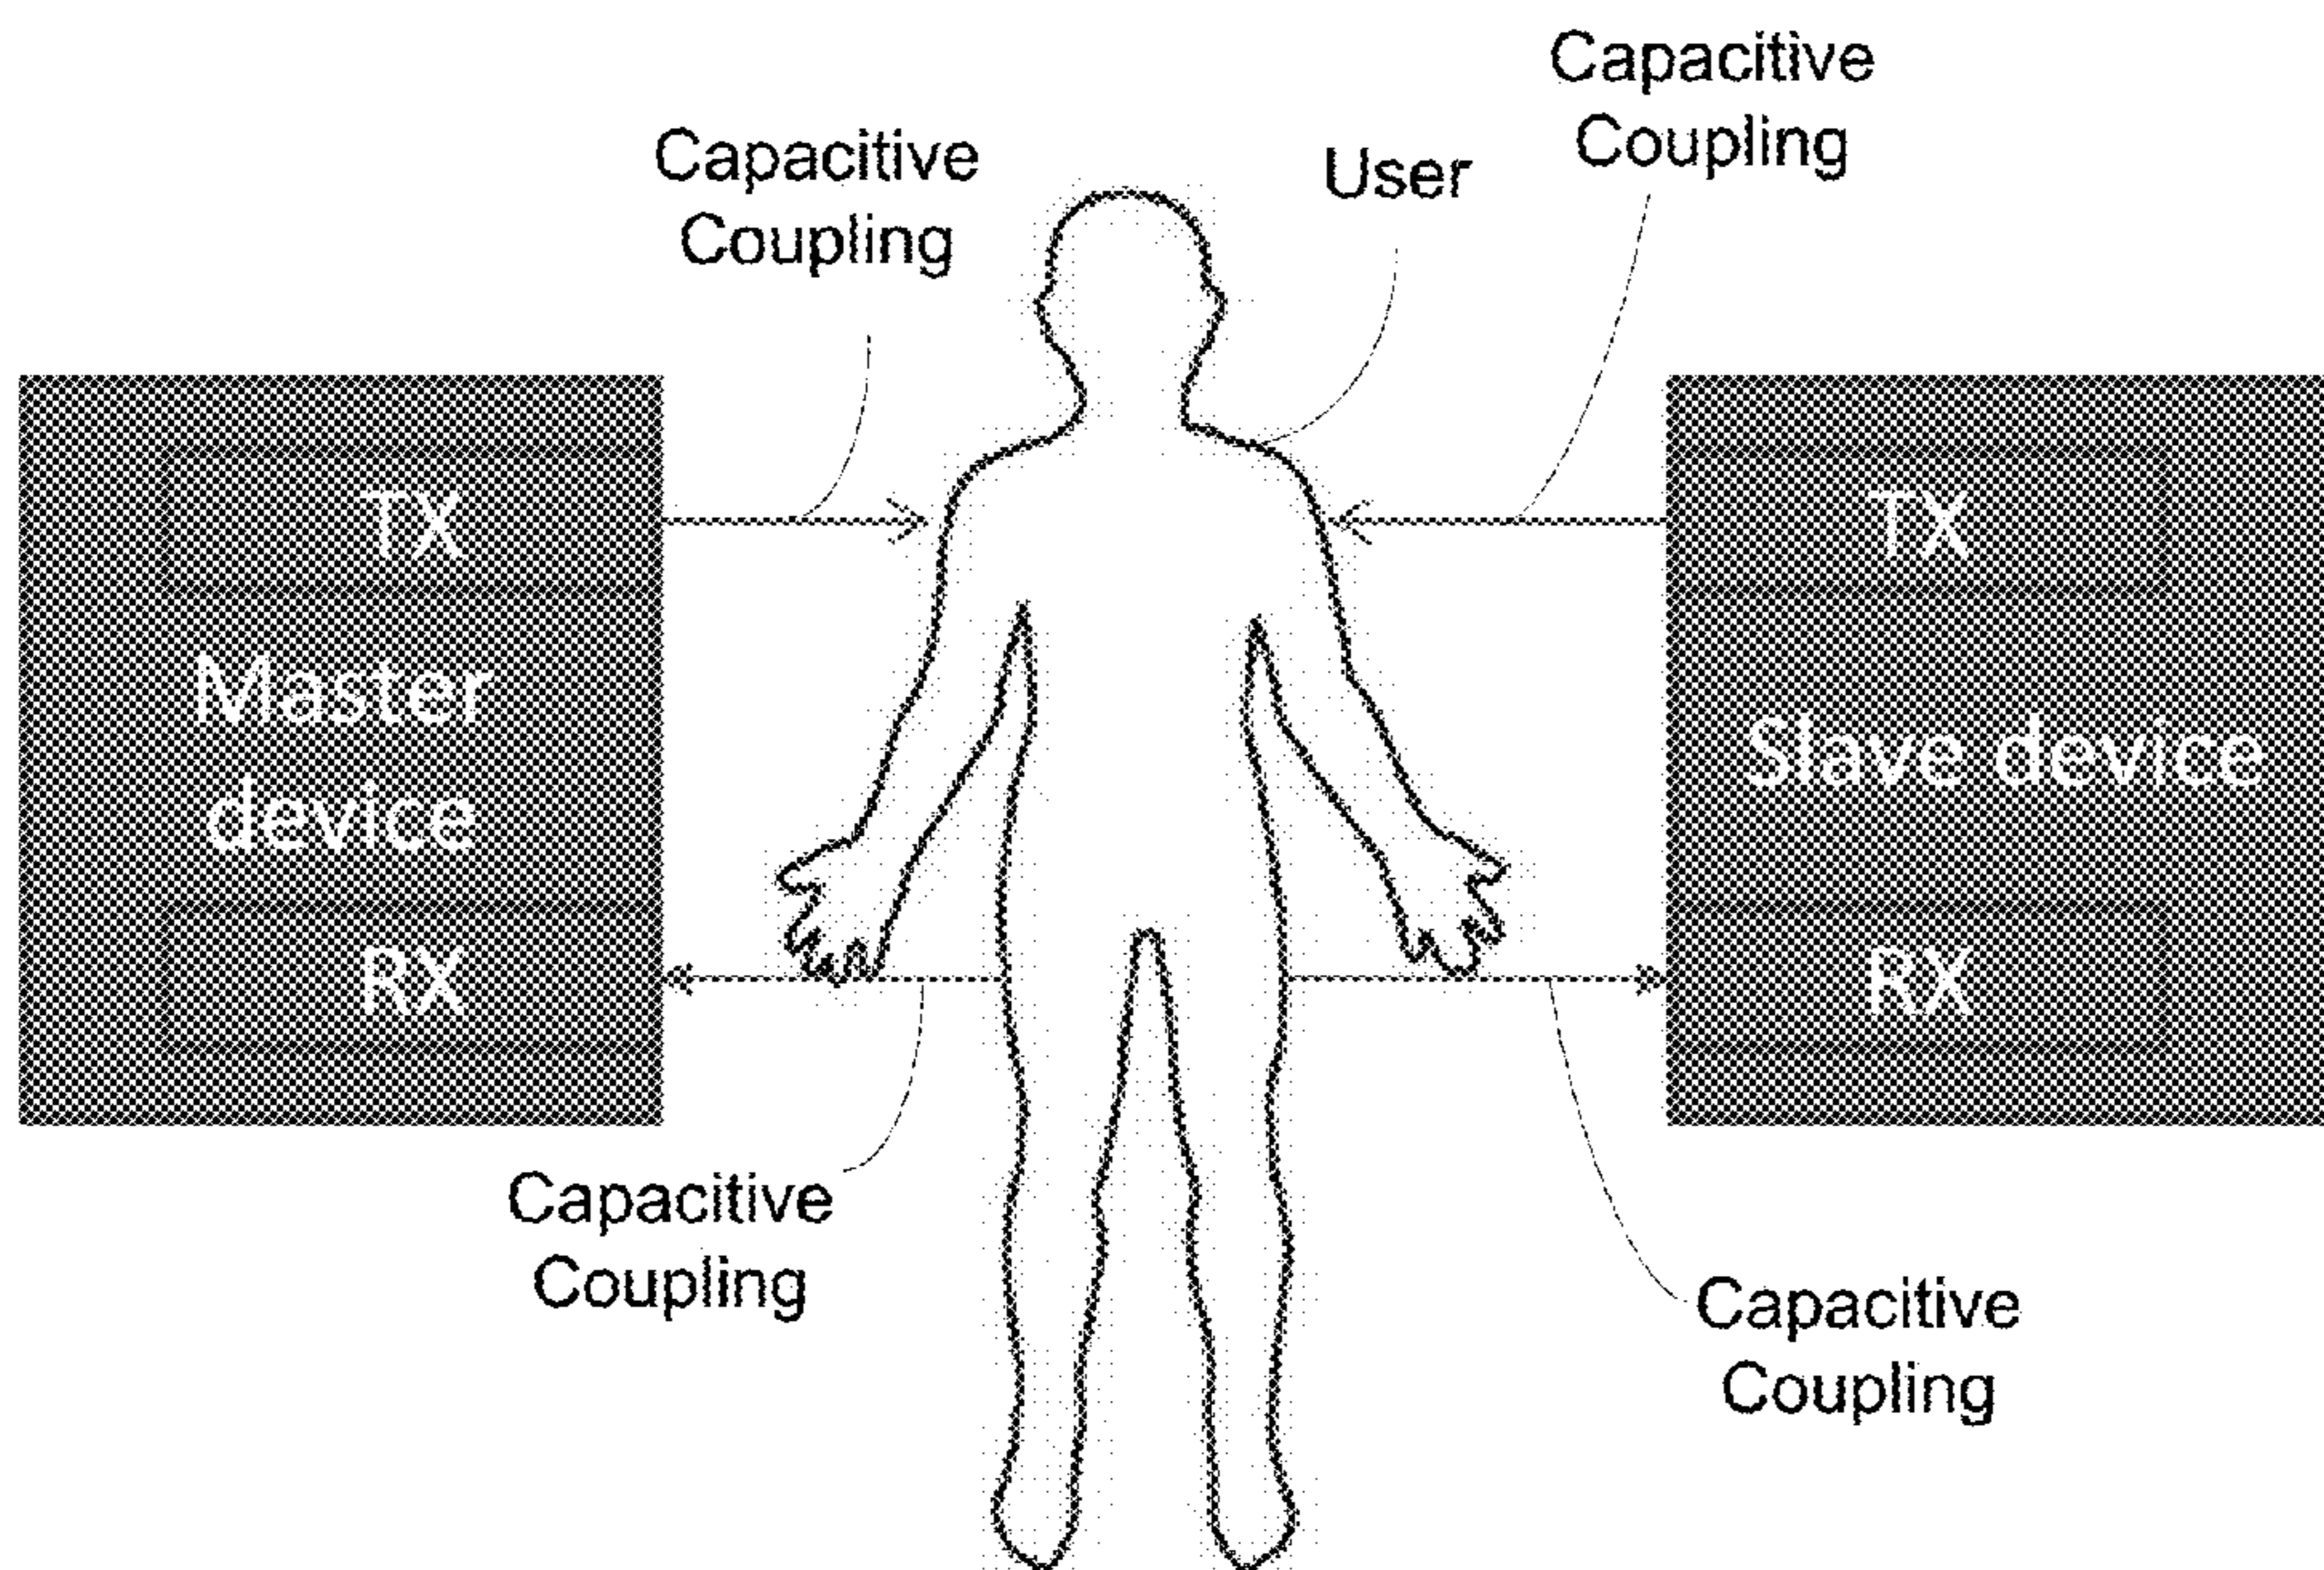 Capacitive
Coupling
User
Capacitive
Coupling
TX
Master
device
RX
TX
Slave device
RX
Capacitive
Coupling
Capacitive
Coupling